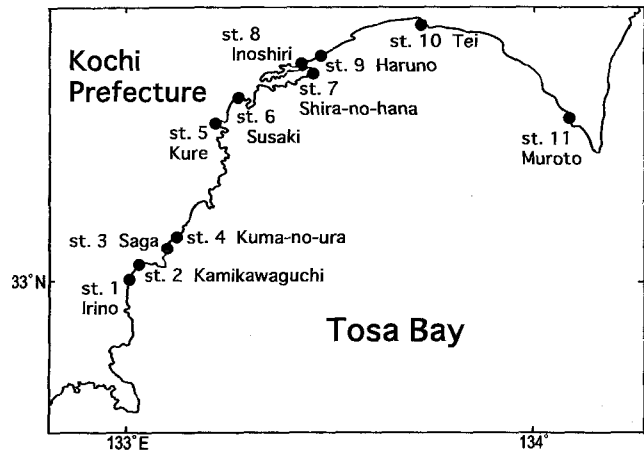 st. 8
Inoshiri
st. 10 Tei
Kochi
Prefecture
st. 9 Haruno
st. 7
Shira-no-hana
st. 6
Susaki
st. 5
Kure
st. 11
Muroto
st. 3 Saga
st. 4 Kuma-no-ura
st. 2 Kamikawaguchi
33°N
st. 1
Irino
Tosa Bay
133°E
134